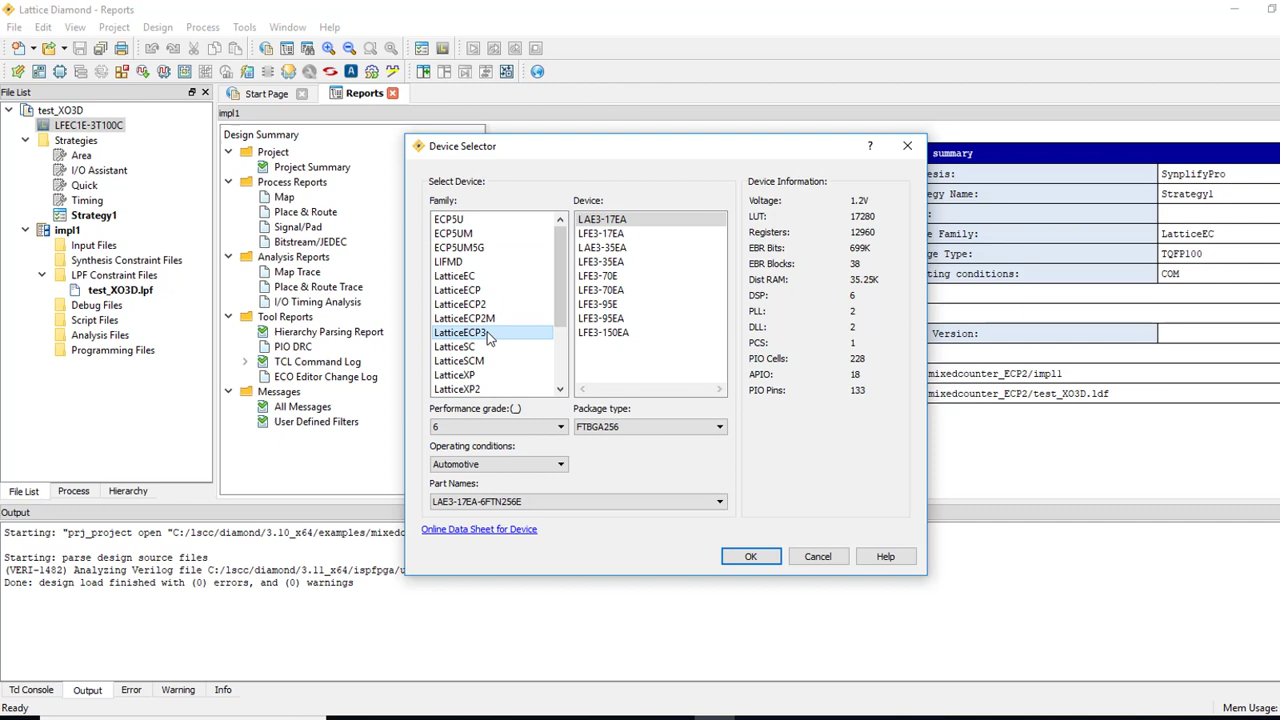 Lattice Diamond - Reports
File Edit View Project Design Process Tools Window Help
File List
Start Page
Reports
test_XO3D
LFEC1E-3T100C
Strategies
Area
I/O Assistant
Quick
Timing
Strategy1
impl1
Input Files
Synthesis Constraint Files
LPF Constraint Files
test_XO3D.lpf
Debug Files
Script Files
Analysis Files
Programming Files
File List Process Hierarchy
impl1
Design Summary
Project
Project Summary
Process Reports
Map
Place & Route
Signal/Pad
Bitstream/JEDEC
Analysis Reports
Map Trace
Place & Route Trace
I/O Timing Analysis
Tool Reports
Hierarchy Parsing Report
PIO DRC
TCL Command Log
ECO Editor Change Log
Messages
All Messages
User Defined Filters
Device Selector
?
Select Device:
Family:
ECP5U
ECP5UM
ECP5UM5G
LIFMD
LatticeEC
LatticeECP
LatticeECP2
LatticeECP2M
LatticeECP3
LatticeSC
LatticeSCM
LatticeXP
LatticeXP2
Device:
LAE3-17EA
LFE3-17EA
LAE3-35EA
LFE3-35EA
LFE3-70E
LFE3-70EA
LFE3-95E
LFE3-95EA
LFE3-150EA
Performance grade:(_)
6
Package type:
FTBGA256
Operating conditions:
Automotive
Part Names:
LAE3-17EA-6FTN256E
Online Data Sheet for Device
Device Information:
Voltage: 1.2V
LUT: 17280
Registers: 12960
EBR Bits: 699K
EBR Blocks: 38
Dist RAM: 35.25K
DSP: 6
PLL: 2
DLL: 2
PCS: 1
PIO Cells: 228
APIO: 18
PIO Pins: 133
OK Cancel Help
summary
esis: SynplifyPro
egy Name: Strategy1
:
e Family: LatticeEC
ge Type: TQFP100
ting conditions: COM
Version:
mixedcounter_ECP2/impl1
mixedcounter_ECP2/test_XO3D.ldf
Output
Starting: "prj_project open "C:/lscc/diamond/3.10_x64/examples/mixedc
Starting: parse design source files
(VERI-1482) Analyzing Verilog file C:/lscc/diamond/3.11_x64/ispfpga/u
Done: design load finished with (0) errors, and (0) warnings
Tcl Console Output Error Warning Info
Ready
Mem Usage: